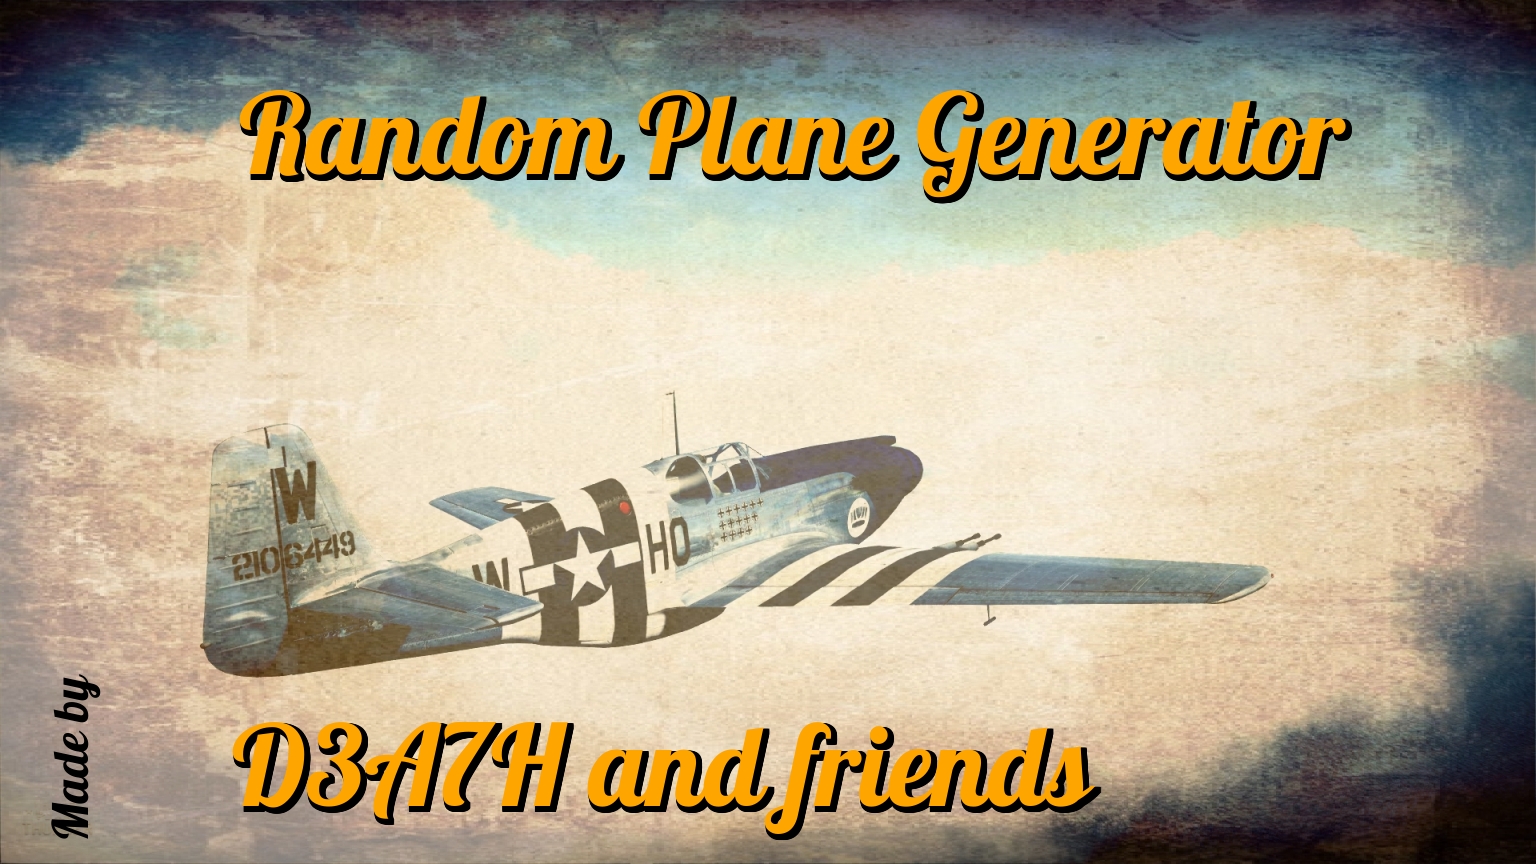 Random Plane Generator
W
2106449
W
HO
Made by
D3A7H and friends